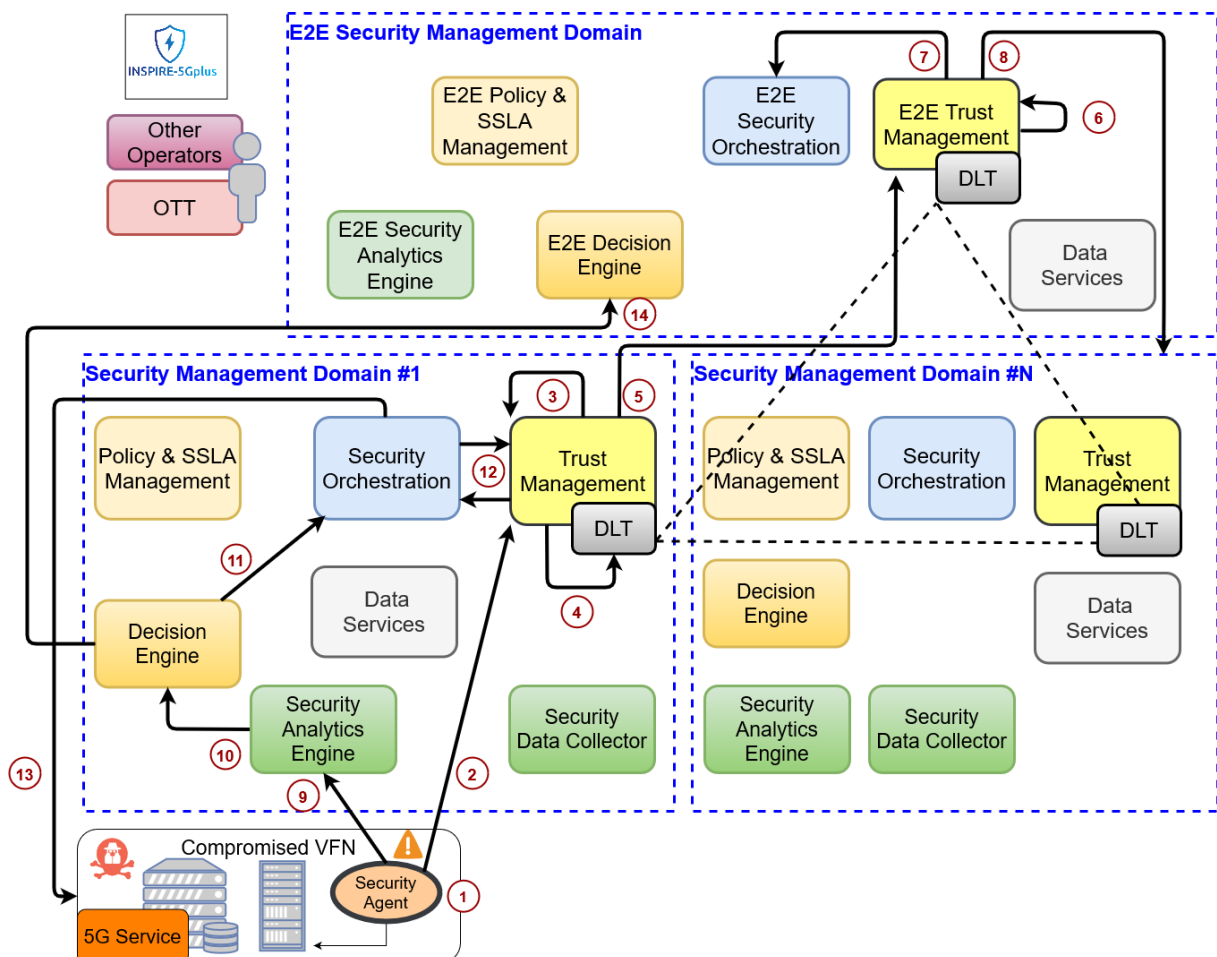 E2E Security Management Domain
INSPIRE-5Gplus
Other
Operators
OTT
E2E Policy &
SSLA
Management
E2E
Security
Orchestration
7
8
E2E Trust
Management
6
DLT
E2E Security
Analytics
Engine
E2E Decision
Engine
Data
Services
14
Security Management Domain #1
3
5
Policy & SSLA
Management
Security
Orchestration
12
Trust
Management
DLT
11
4
Data
Services
Decision
Engine
Security
Analytics
Engine
Security
Data Collector
10
2
13
9
Security Management Domain #N
Policy & SSLA
Management
Security
Orchestration
Trust
Management
DLT
Decision
Engine
Data
Services
Security
Analytics
Engine
Security
Data Collector
Compromised VFN
Security
Agent
1
5G Service